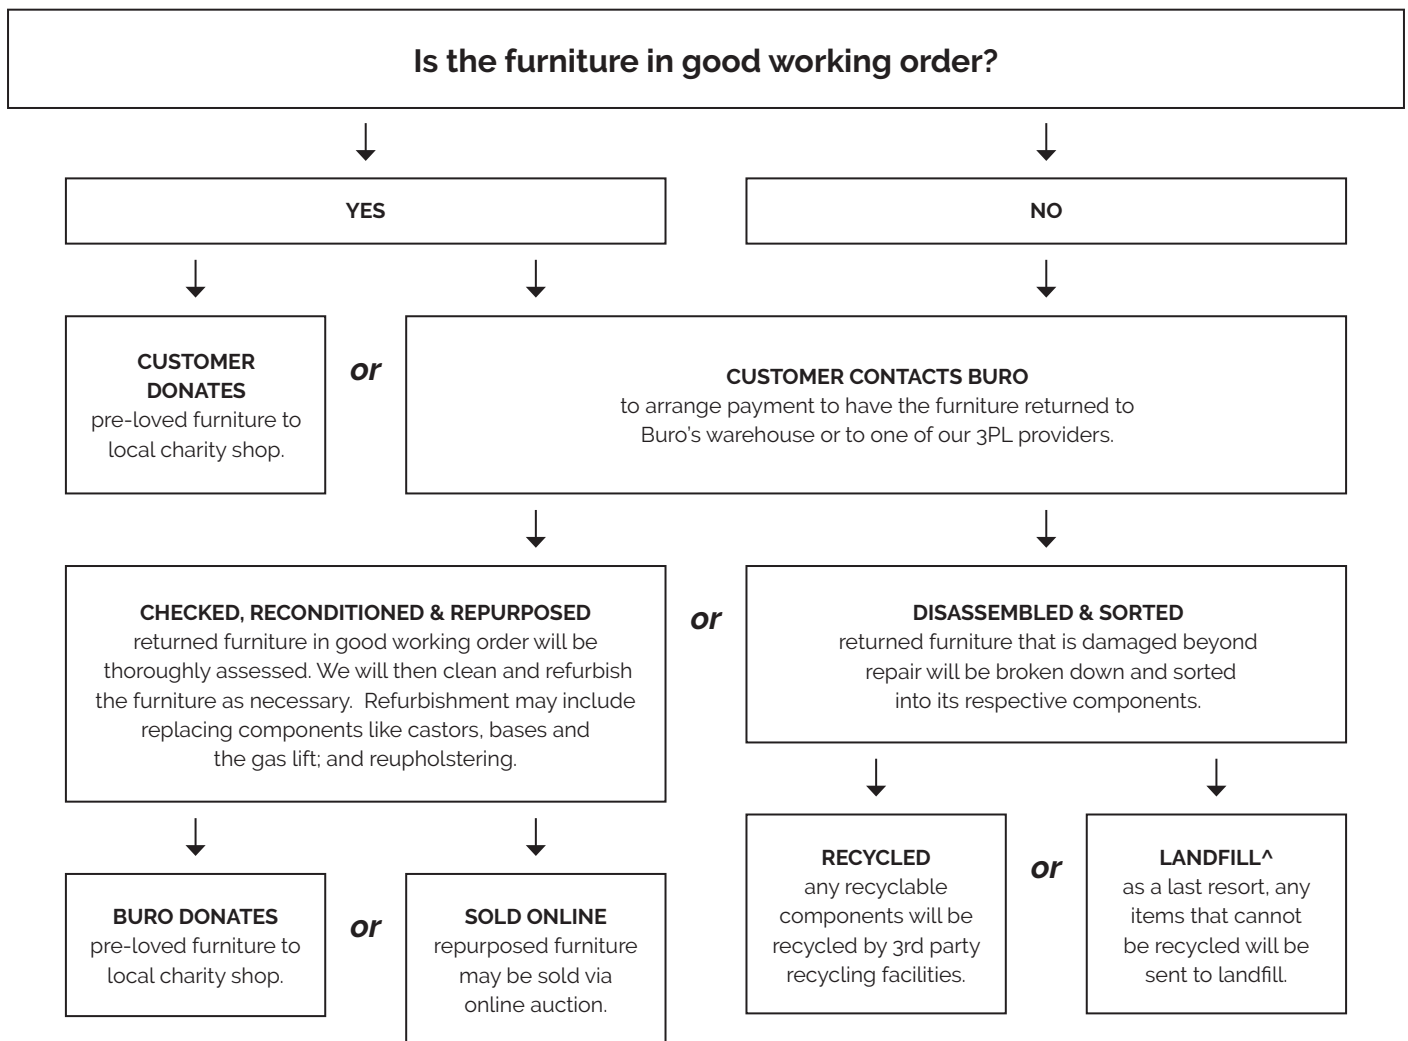 Is the furniture in good working order?
YES
NO
CUSTOMER
DONATES
pre-loved furniture to
local charity shop.
or
CUSTOMER CONTACTS BURO
to arrange payment to have the furniture returned to
Buro's warehouse or to one of our 3PL providers.
CHECKED, RECONDITIONED & REPURPOSED
returned furniture in good working order will be
thoroughly assessed. We will then clean and refurbish
the furniture as necessary.  Refurbishment may include
replacing components like castors, bases and
the gas lift; and reupholstering.
or
DISASSEMBLED & SORTED
returned furniture that is damaged beyond
repair will be broken down and sorted
into its respective components.
BURO DONATES
pre-loved furniture to
local charity shop.
or
SOLD ONLINE
repurposed furniture
may be sold via
online auction.
RECYCLED
any recyclable
components will be
recycled by 3rd party
recycling facilities.
or
LANDFILL^
as a last resort, any
items that cannot
be recycled will be
sent to landfill.